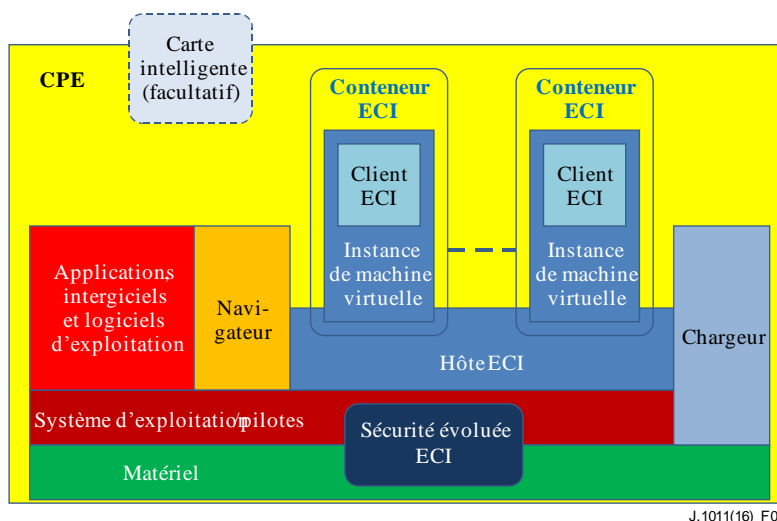 Carte
intelligente
(facultatif)
CPE
Conteneur
ECI
Conteneur
ECI
Client
ECI
Client
ECI
Instance
de machine
virtuelle
Instance
de machine
virtuelle
Applications,
intergiciels
et logiciels
d'exploitation
Navi-
gateur
Hôte ECI
Chargeur
Système d'exploitation/pilotes
Sécurité évoluée
ECI
Matériel
J.1011(16)_F0